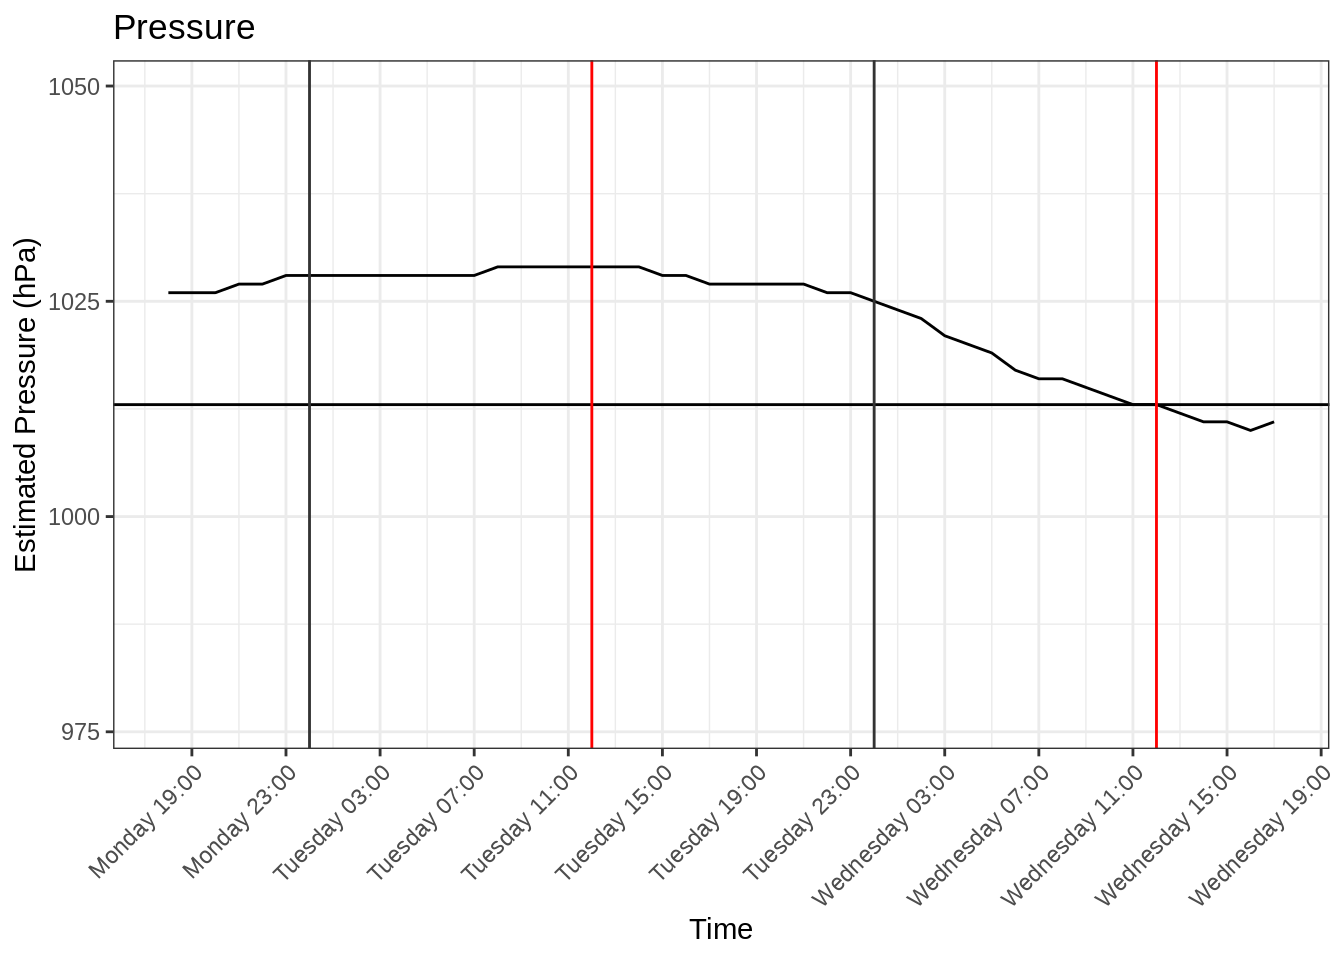 Pressure
Estimated Pressure (hPa)
1050
1025
1000
975
Monday 19:00
Monday 23:00
Tuesday 03:00
Tuesday 07:00
Tuesday 11:00
Tuesday 15:00
Tuesday 19:00
Tuesday 23:00
Wednesday 03:00
Wednesday 07:00
Wednesday 11:00
Wednesday 15:00
Wednesday 19:00
Time